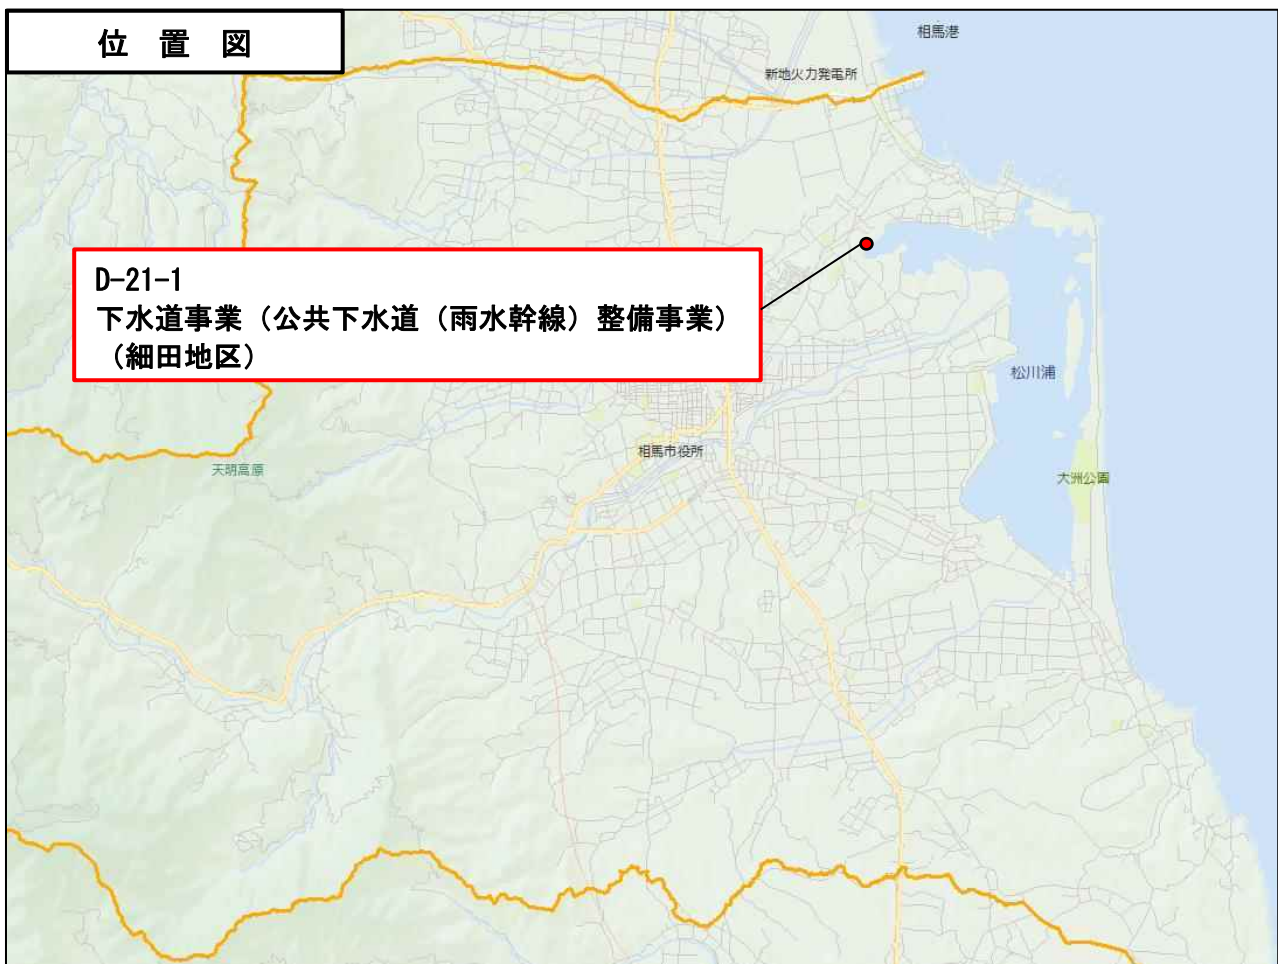 位 置 図
相馬港
新地火力発電所
D-21-1
下水道事業（公共下水道（雨水幹線）整備事業）
（細田地区）
松川浦
相馬市役所
天明高原
大洲公園